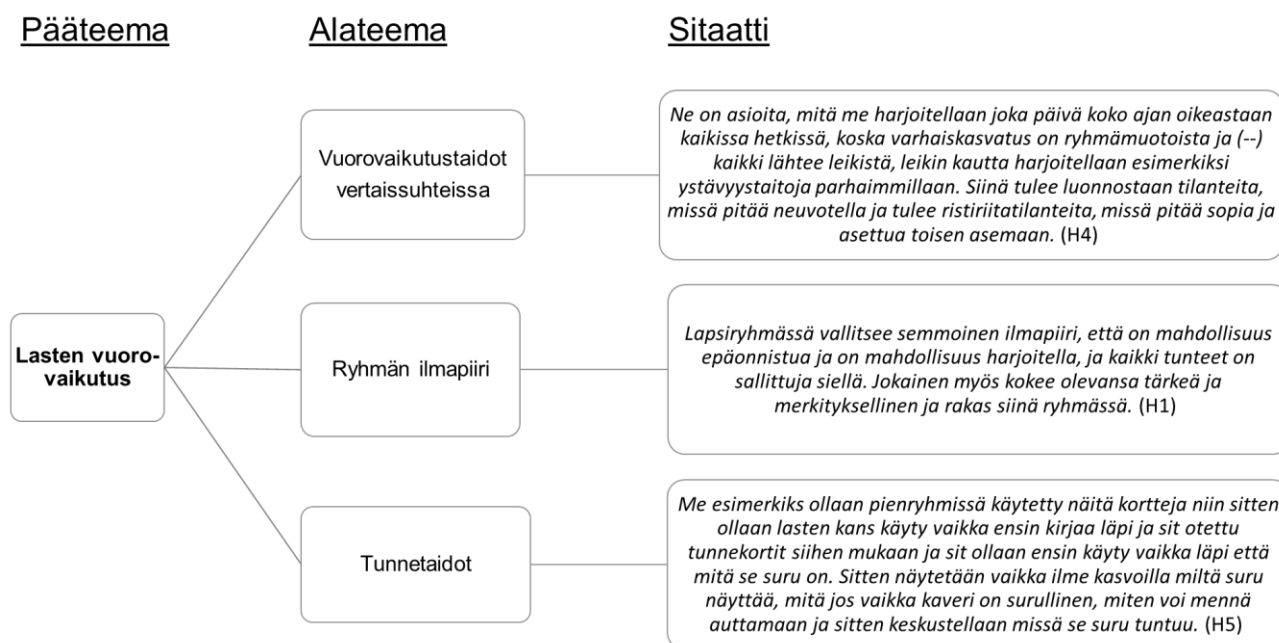 Pääteema
Alateema
Sitaatti
Lasten vuoro-
vaikutus
Vuorovaikutustaidot
vertaissuhteissa
Ne on asioita, mitä me harjoitellaan joka päivä koko ajan oikeastaan
kaikissa hetkissä, koska varhaiskasvatus on ryhmämuotoista ja (--)
kaikki lähtee leikistä, leikin kautta harjoitellaan esimerkiksi
ystävyystaitoja parhaimmillaan. Siinä tulee luonnostaan tilanteita,
missä pitää neuvotella ja tulee ristiriitatilanteita, missä pitää sopia ja
asettua toisen asemaan. (H4)
Ryhmän ilmapiiri
Lapsiryhmässä vallitsee semmoinen ilmapiiri, että on mahdollisuus
epäonnistua ja on mahdollisuus harjoitella, ja kaikki tunteet on
sallittuja siellä. Jokainen myös kokee olevansa tärkeä ja
merkityksellinen ja rakas siinä ryhmässä. (H1)
Tunnetaidot
Me esimerkiks ollaan pienryhmissä käytetty näitä kortteja niin sitten
ollaan lasten kans käyty vaikka ensin kirjaa läpi ja sit otettu
tunnekortit siihen mukaan ja sit ollaan ensin käyty vaikka läpi että
mitä se suru on. Sitten näytetään vaikka ilme kasvoilla miltä suru
näyttää, mitä jos vaikka kaveri on surullinen, miten voi mennä
auttamaan ja sitten keskustellaan missä se suru tuntuu. (H5)